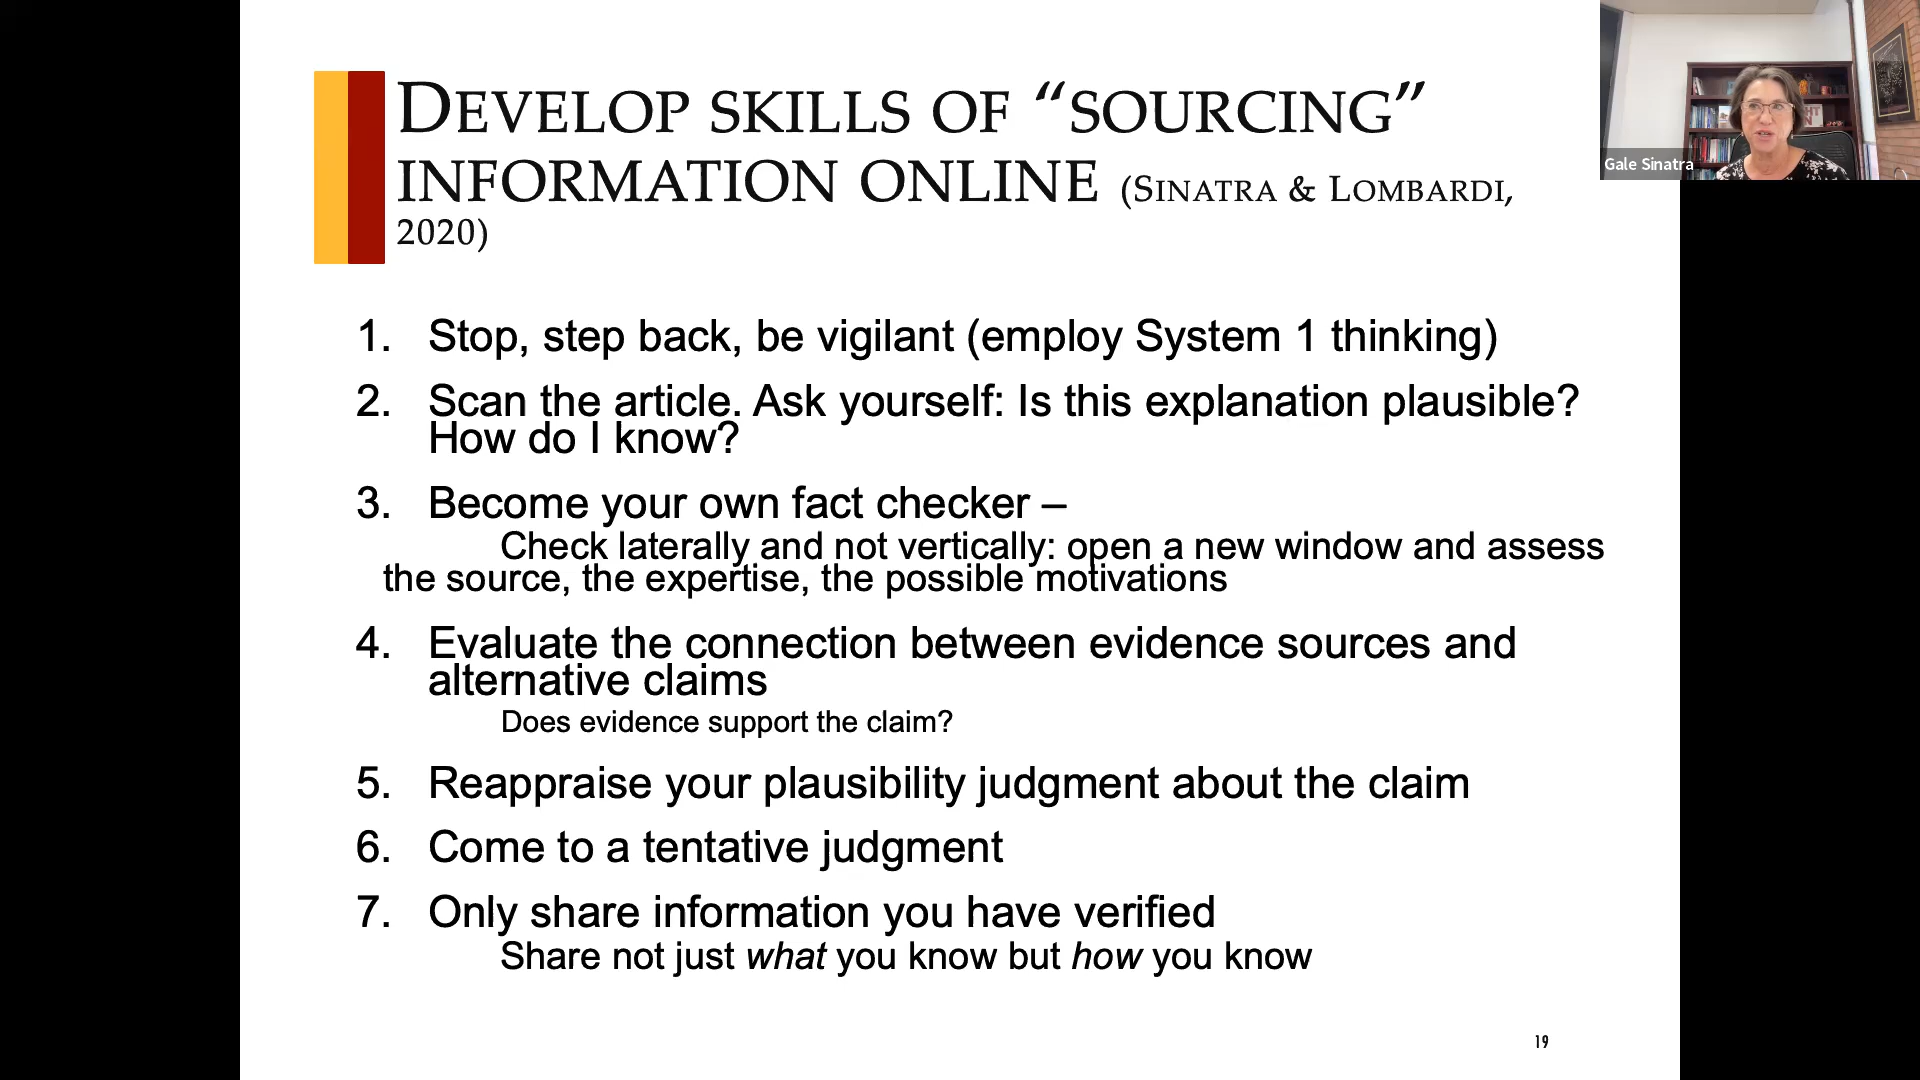 DEVELOP SKILLS OF “SOURCING”
INFORMATION ONLINE (SINATRA & LOMBARDI,
2020)
1. Stop, step back, be vigilant (employ System 1 thinking)
2. Scan the article. Ask yourself: Is this explanation plausible?
How do I know?
3. Become your own fact checker –
Check laterally and not vertically: open a new window and assess
the source, the expertise, the possible motivations
4. Evaluate the connection between evidence sources and
alternative claims
Does evidence support the claim?
5. Reappraise your plausibility judgment about the claim
6. Come to a tentative judgment
7. Only share information you have verified
Share not just what you know but how you know
19
Gale Sinatra